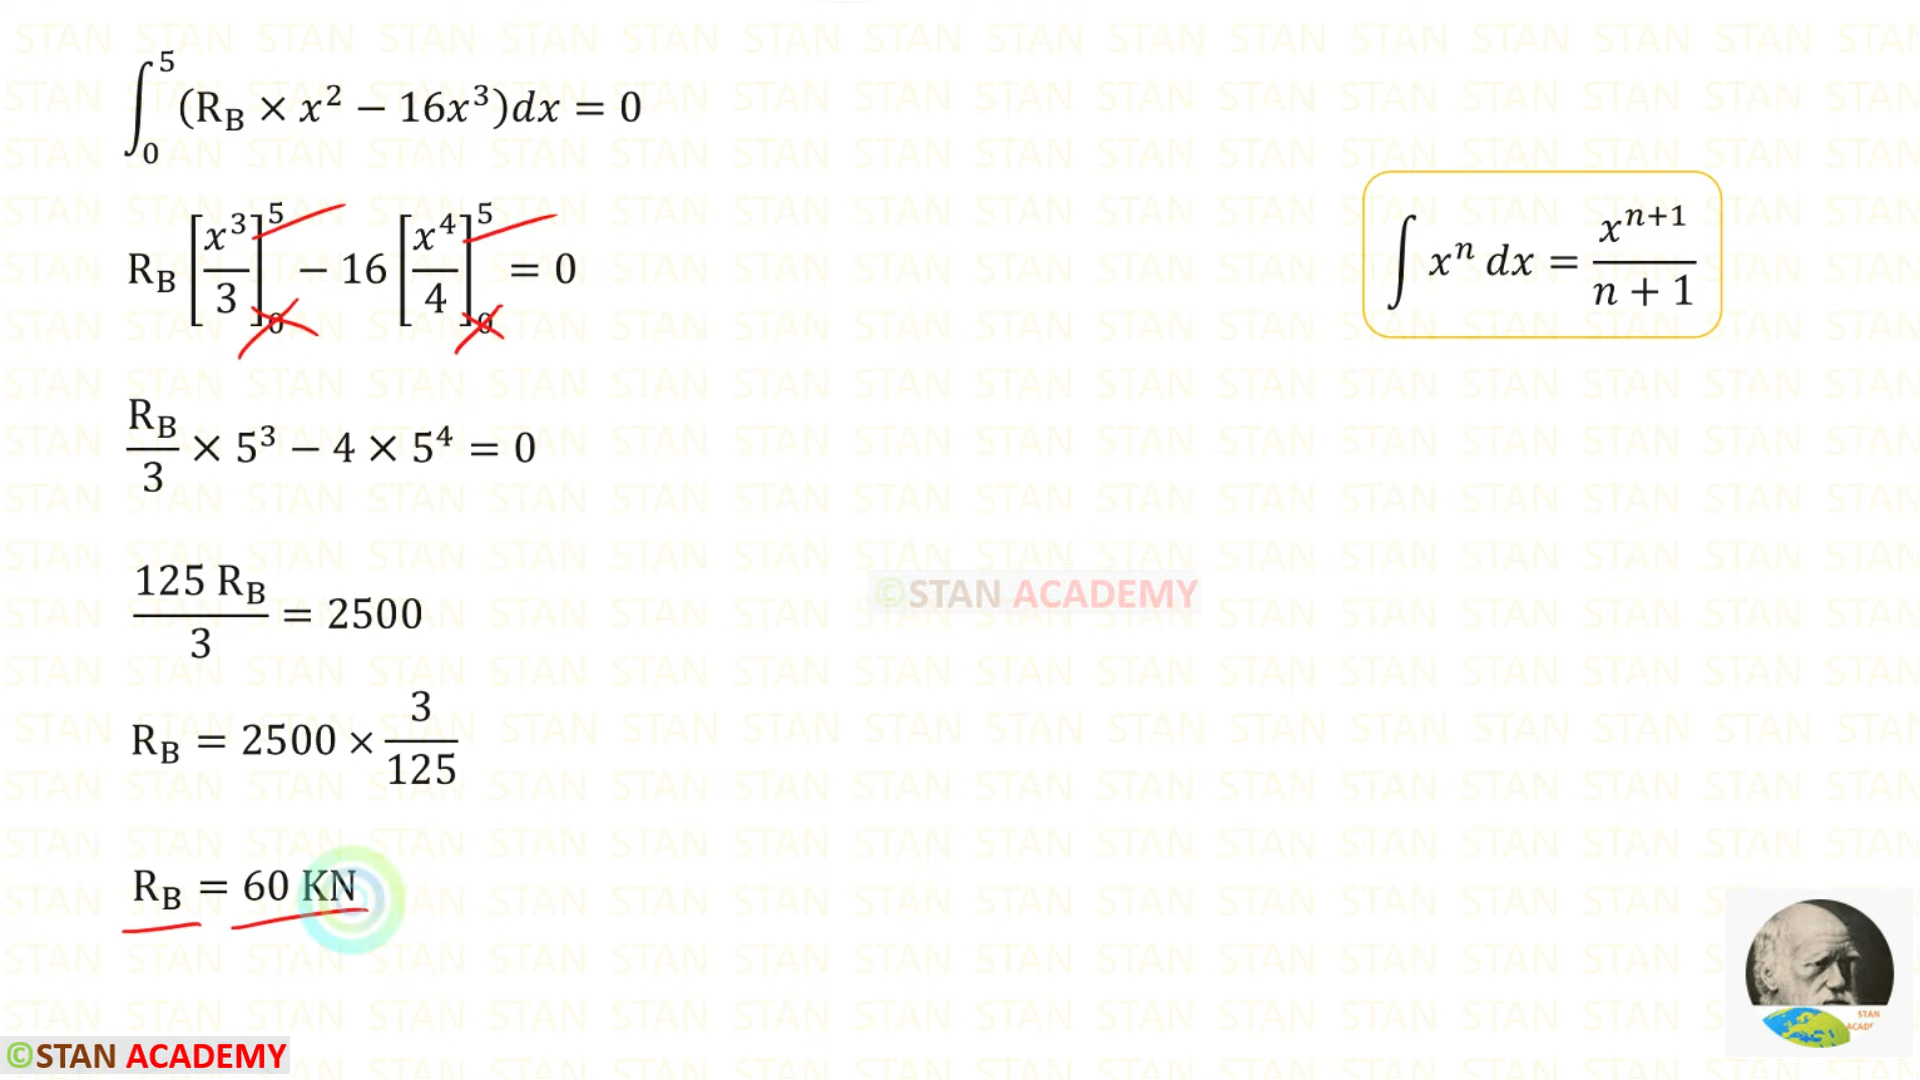 ∫₀⁵ (R_B × x² − 16x³)dx = 0
R_B [x³/3]₀⁵ − 16 [x⁴/4]₀⁵ = 0
∫ xⁿ dx = xⁿ⁺¹/(n + 1)
R_B/3 × 5³ − 4 × 5⁴ = 0
125 R_B/3 = 2500
©STAN ACADEMY
R_B = 2500 × 3/125
R_B = 60 KN
STAN
ACADE
©STAN ACADEMY